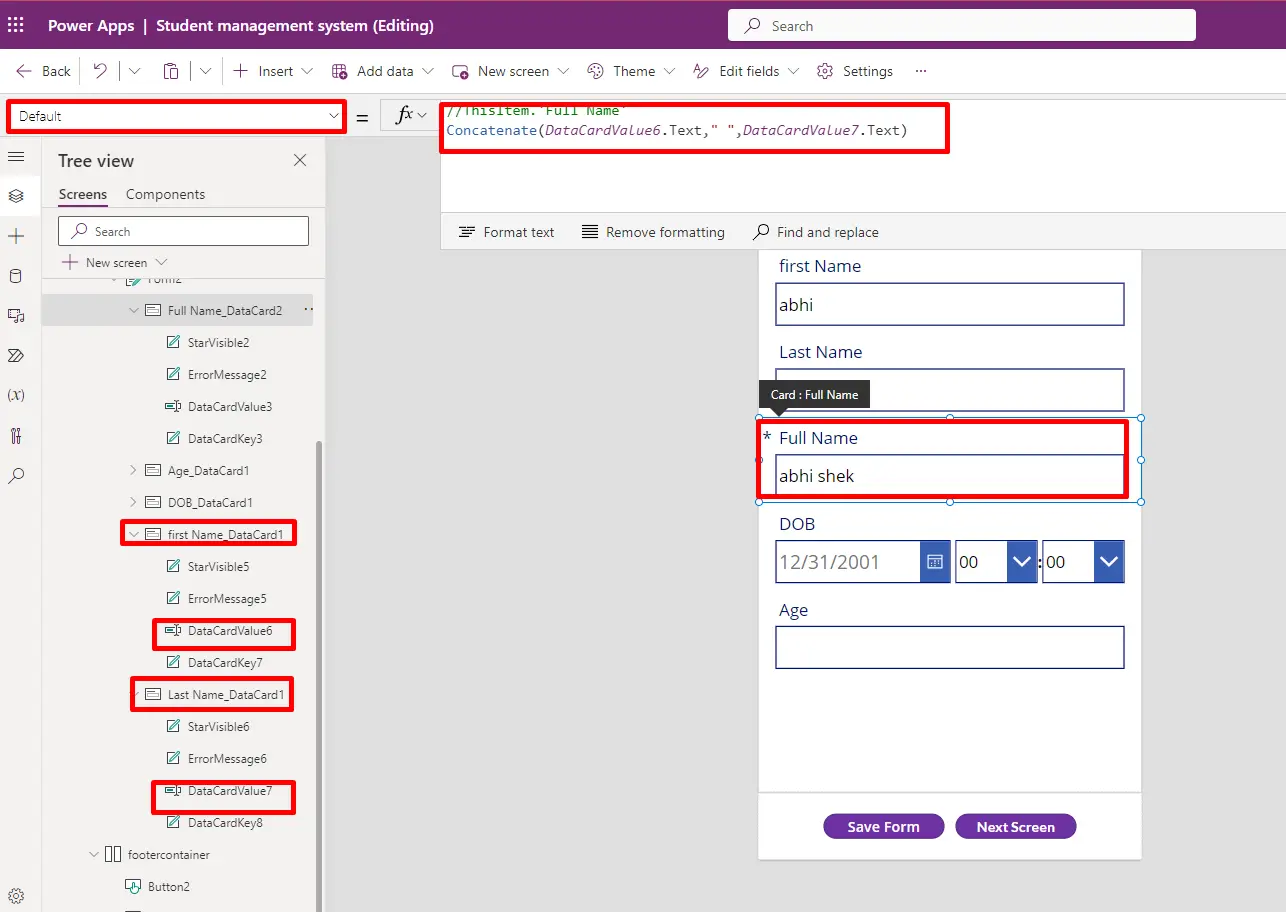 Power Apps | Student management system (Editing)
Search
Back
Insert
Add data
New screen
Theme
Edit fields
Settings
...
Default
=
fx
//ThisItem.'Full Name'
Concatenate(DataCardValue6.Text," ",DataCardValue7.Text)
Format text
Remove formatting
Find and replace
Tree view
Screens
Components
Search
New screen
Form2
Full Name_DataCard2
StarVisible2
ErrorMessage2
DataCardValue3
DataCardKey3
Age_DataCard1
DOB_DataCard1
first Name_DataCard1
StarVisible5
ErrorMessage5
DataCardValue6
DataCardKey7
Last Name_DataCard1
StarVisible6
ErrorMessage6
DataCardValue7
DataCardKey8
footercontainer
Button2
first Name
abhi
Last Name
Card : Full Name
* Full Name
abhi shek
DOB
12/31/2001 00 : 00
Age
Save Form
Next Screen